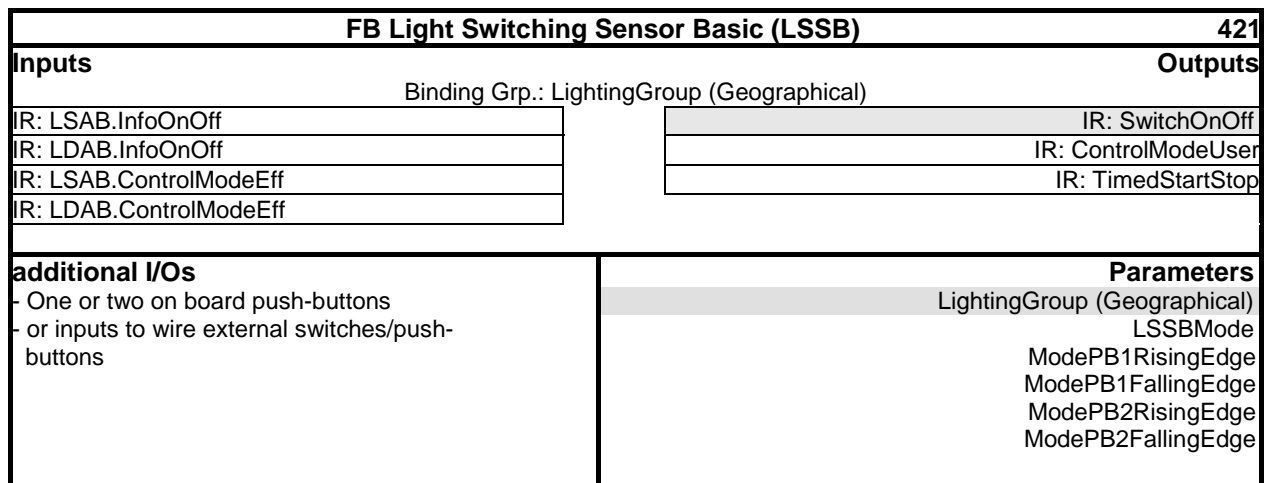 FB Light Switching Sensor Basic (LSSB) 421
Inputs Outputs
Binding Grp.: LightingGroup (Geographical)
IR: LSAB.InfoOnOff IR: SwitchOnOff
IR: LDAB.InfoOnOff IR: ControlModeUser
IR: LSAB.ControlModeEff IR: TimedStartStop
IR: LDAB.ControlModeEff
additional I/Os Parameters
- One or two on board push-buttons LightingGroup (Geographical)
- or inputs to wire external switches/push- LSSBMode
buttons ModePB1RisingEdge
ModePB1FallingEdge
ModePB2RisingEdge
ModePB2FallingEdge